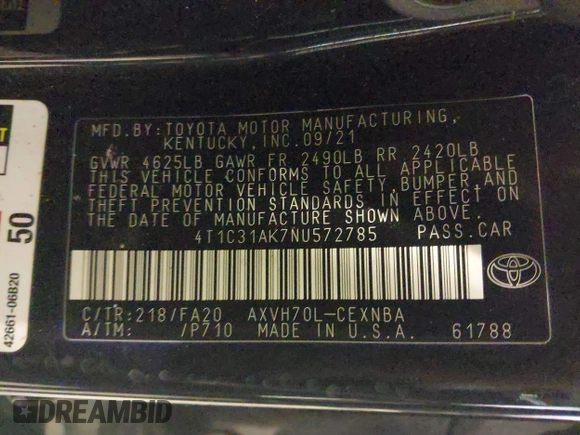 MFD.BY:TOYOTA MOTOR MANUFACTURING,
KENTUCKY,INC.09/21
GVWR 4625LB GAWR FR 2490LB RR 2420LB
THIS VEHICLE CONFORMS TO ALL APPLICABLE
FEDERAL MOTOR VEHICLE SAFETY,BUMPER,AND
THEFT PREVENTION STANDARDS IN EFFECT ON
THE DATE OF MANUFACTURE SHOWN ABOVE.
4T1C31AK7NU572785 PASS.CAR
C/TR:218/FA20 AXVH70L-CEXNBA
A/TM: /P710 MADE IN U.S.A. 61788
TOYOTA
50
42661-06B20
DREAMBID